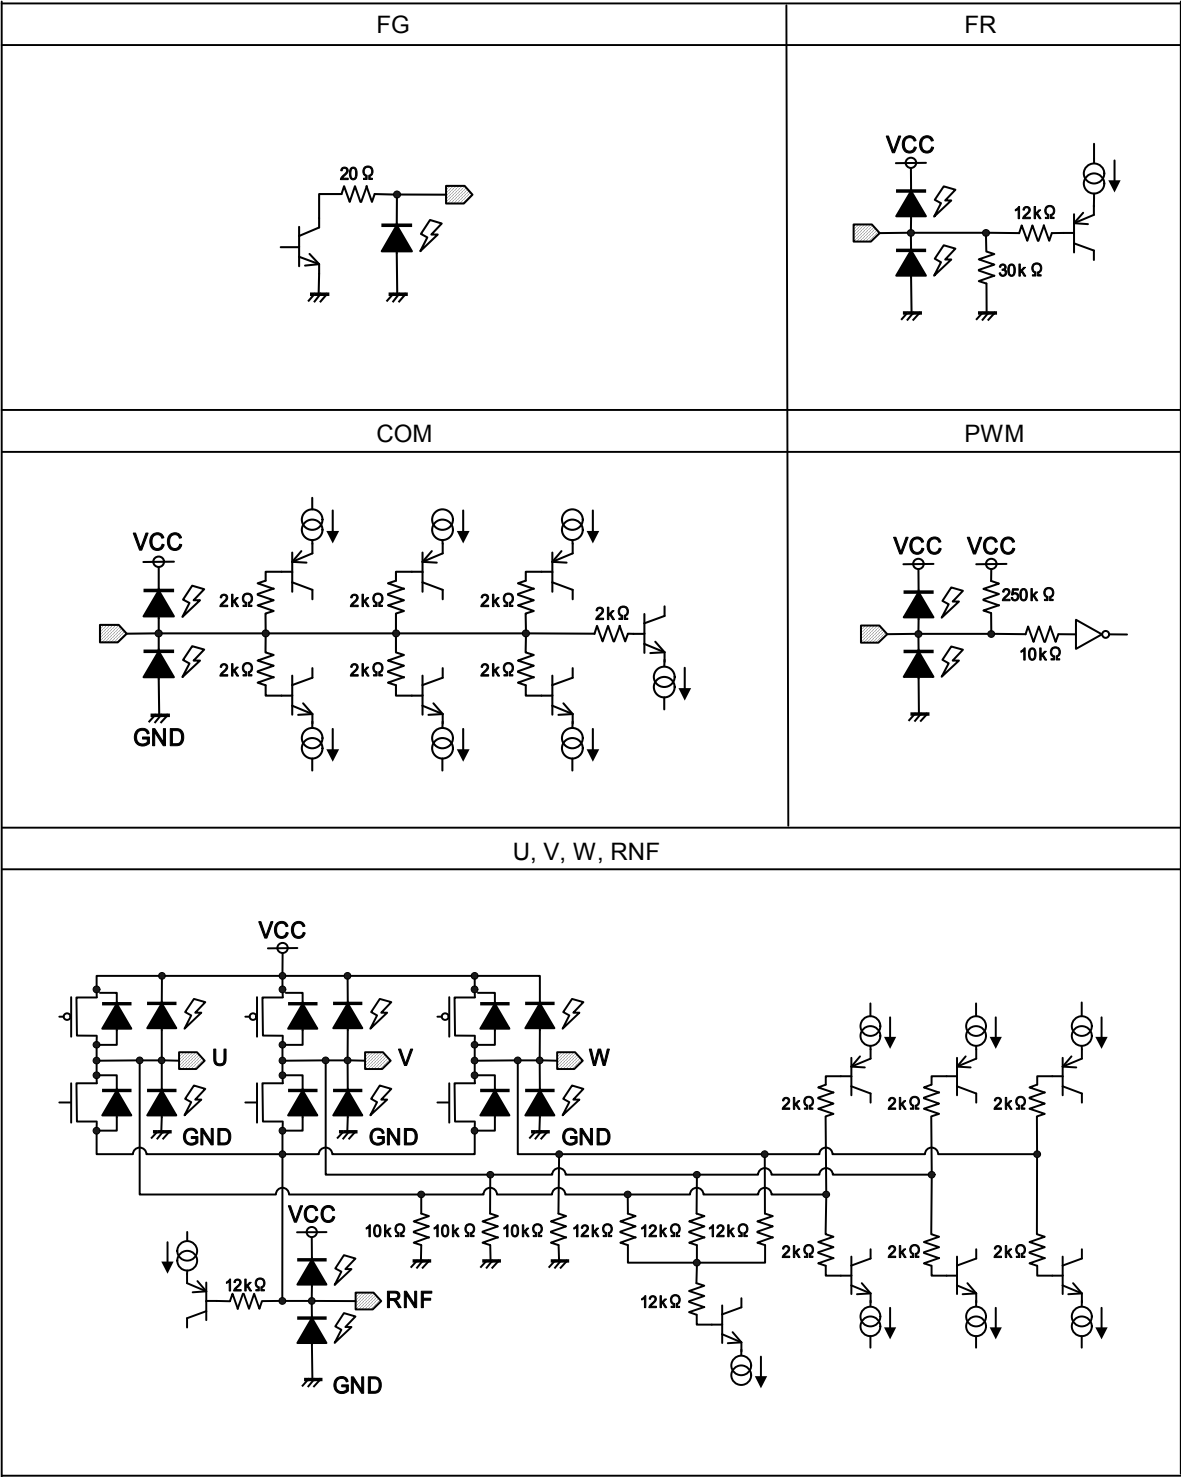 FG
FR
20Ω
VCC
12kΩ
30kΩ
COM
PWM
VCC
2kΩ 2kΩ 2kΩ 2kΩ
2kΩ 2kΩ 2kΩ
GND
VCC VCC
250kΩ
10kΩ
U, V, W, RNF
VCC
U V W
GND GND GND
2kΩ 2kΩ 2kΩ
10kΩ 10kΩ 10kΩ 12kΩ 12kΩ 12kΩ
2kΩ 2kΩ 2kΩ
VCC
12kΩ
RNF
12kΩ
GND